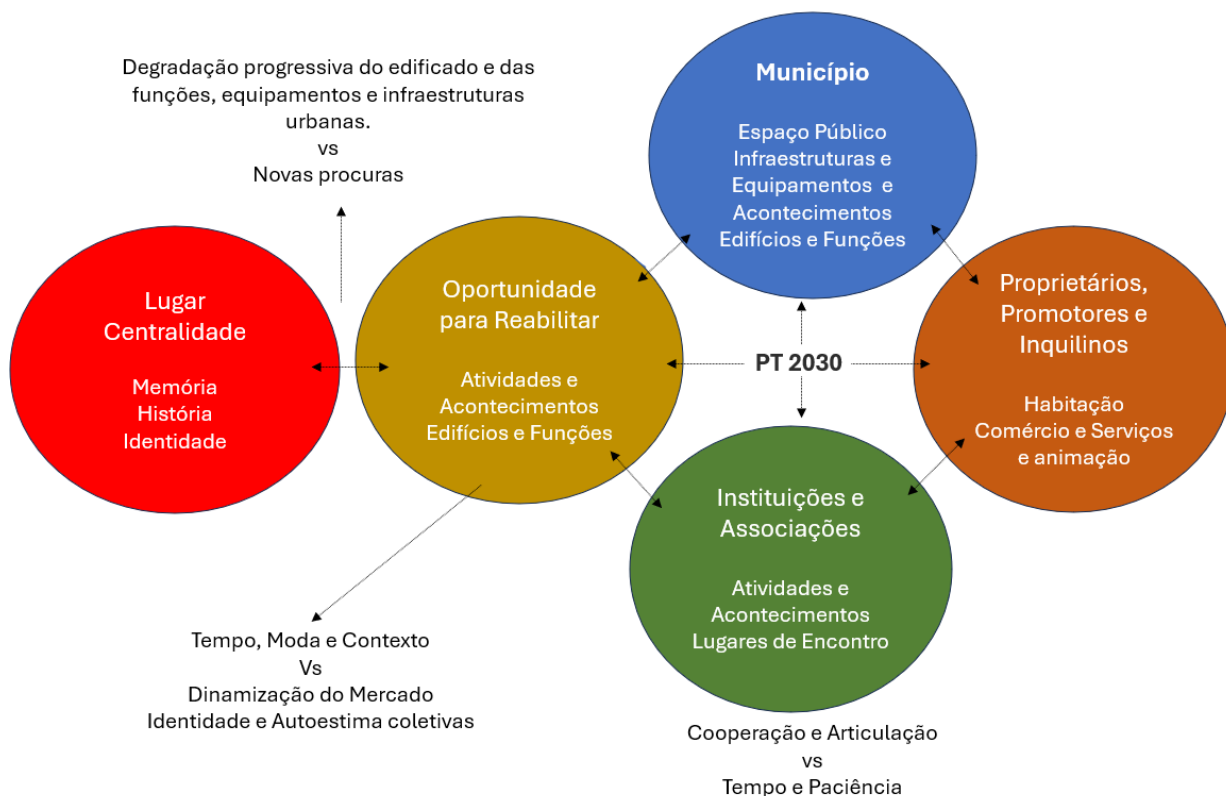 Degradação progressiva do edificado e das
funções, equipamentos e infraestruturas
urbanas.
vs
Novas procuras
Município
Espaço Público
Infraestruturas e
Equipamentos e
Acontecimentos
Edifícios e Funções
Lugar
Centralidade
Memória
História
Identidade
Oportunidade
para Reabilitar
Atividades e
Acontecimentos
Edifícios e Funções
PT 2030
Proprietários,
Promotores e
Inquilinos
Habitação
Comércio e Serviços
e animação
Instituições e
Associações
Atividades e
Acontecimentos
Lugares de Encontro
Tempo, Moda e Contexto
Vs
Dinamização do Mercado
Identidade e Autoestima coletivas
Cooperação e Articulação
vs
Tempo e Paciência